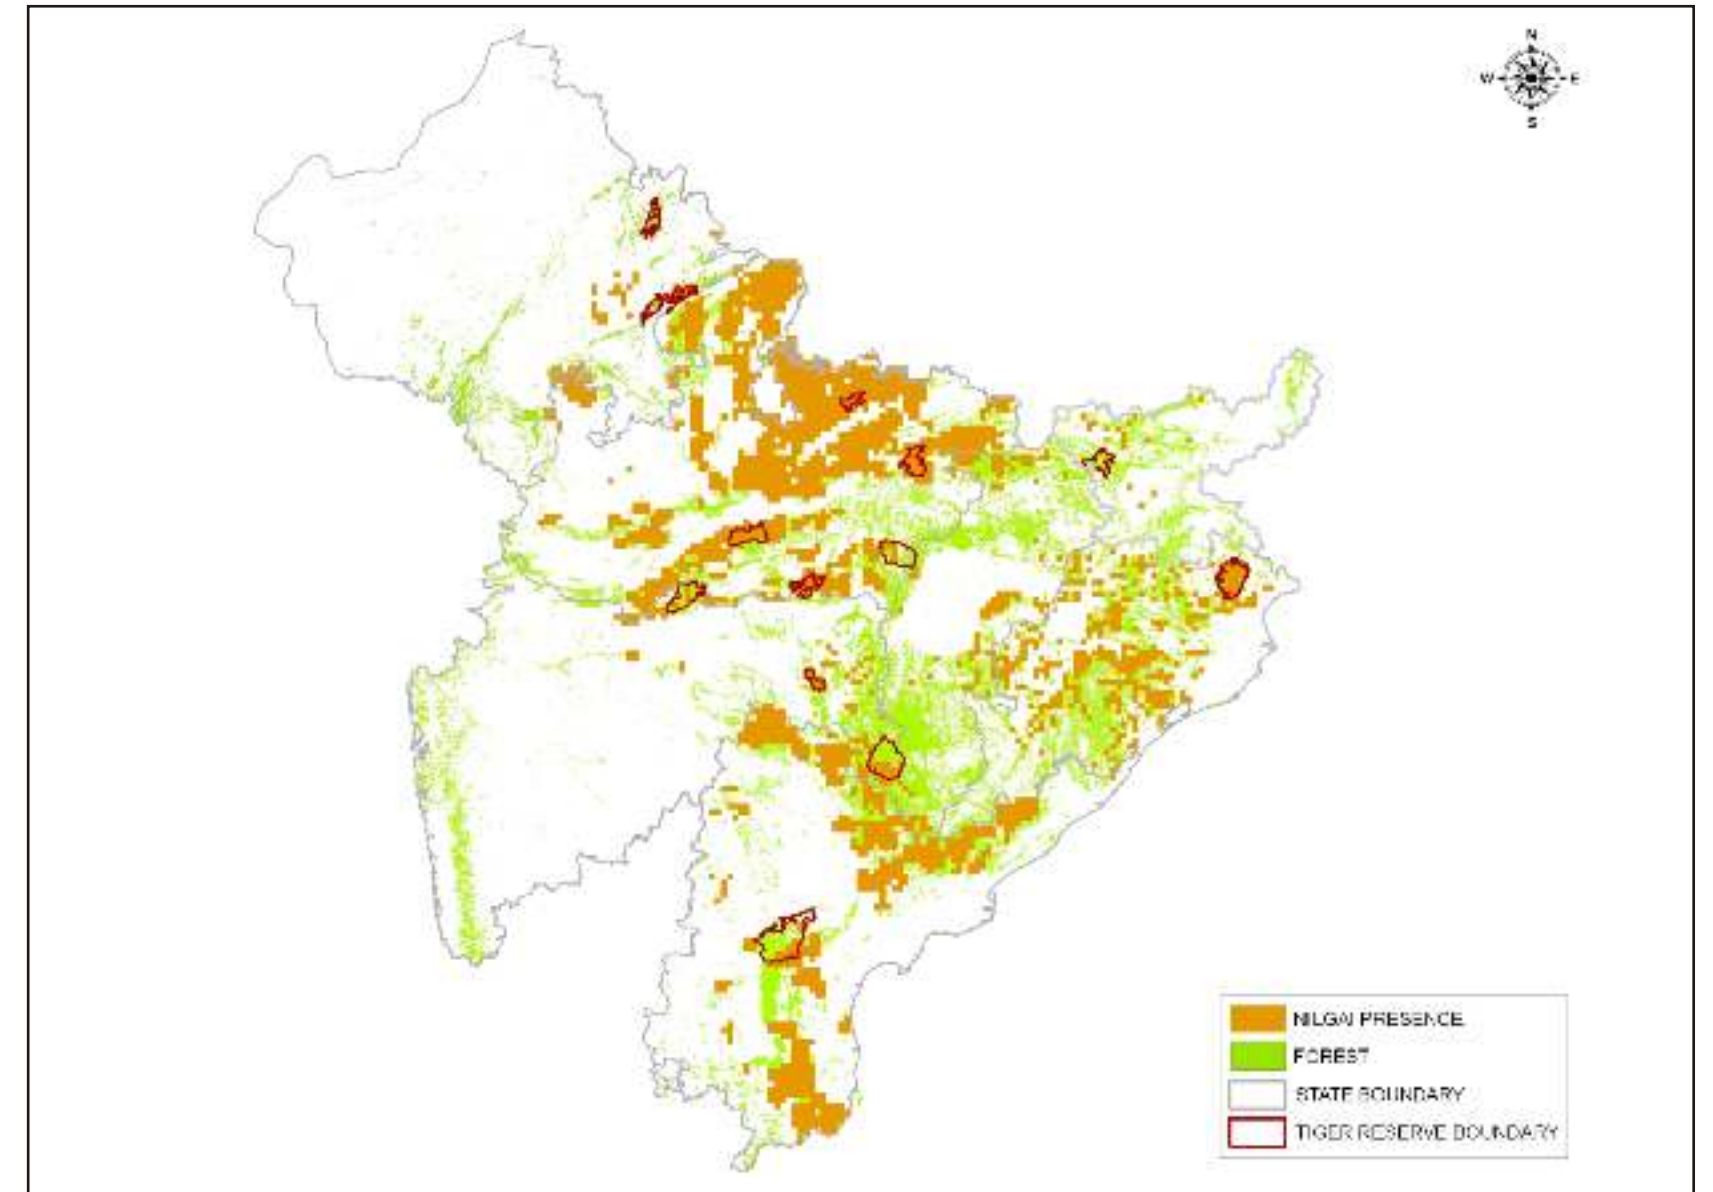 N
W E
S
NILGAI PRESENCE
FOREST
STATE BOUNDARY
TIGER RESERVE BOUNDARY